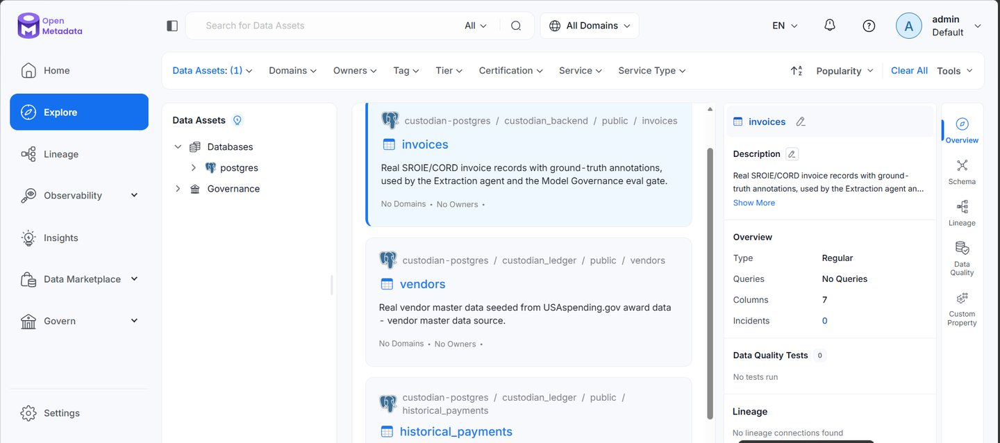 Open
Metadata
Search for Data Assets
All
All Domains
EN
A
admin
Default
Home
Explore
Lineage
Observability
Insights
Data Marketplace
Govern
Settings
Data Assets: (1)
Domains
Owners
Tag
Tier
Certification
Service
Service Type
Popularity
Clear All
Tools
Data Assets
Databases
postgres
Governance
custodian-postgres / custodian_backend / public / invoices
invoices
Real SROIE/CORD invoice records with ground-truth annotations,
used by the Extraction agent and the Model Governance eval gate.
No Domains • No Owners •
custodian-postgres / custodian_ledger / public / vendors
vendors
Real vendor master data seeded from USAspending.gov award data
- vendor master data source.
No Domains • No Owners •
custodian-postgres / custodian_ledger / public /
historical_payments
historical_payments
invoices
Description
Real SROIE/CORD invoice records with ground-
truth annotations, used by the Extraction agent an...
Show More
Overview
Type Regular
Queries No Queries
Columns 7
Incidents 0
Data Quality Tests 0
No tests run
Lineage
No lineage connections found
Overview
Schema
Lineage
Data
Quality
Custom
Property